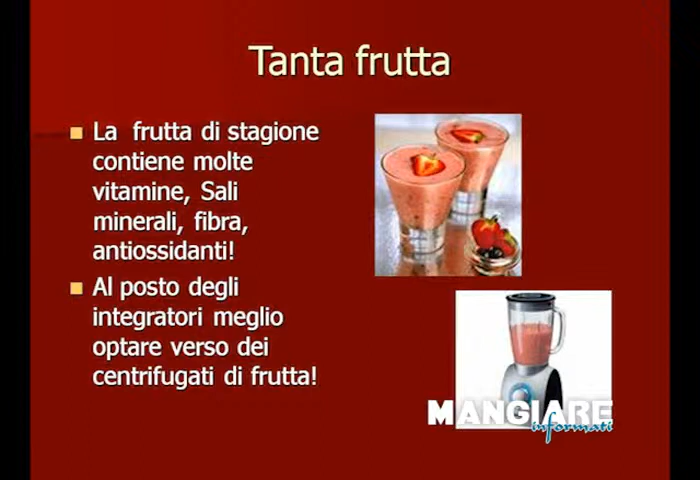 Tanta frutta
La frutta di stagione
contiene molte
vitamine, Sali
minerali, fibra,
antiossidanti!
Al posto degli
integratori meglio
optare verso dei
centrifugati di frutta!
MANGIARE
informati